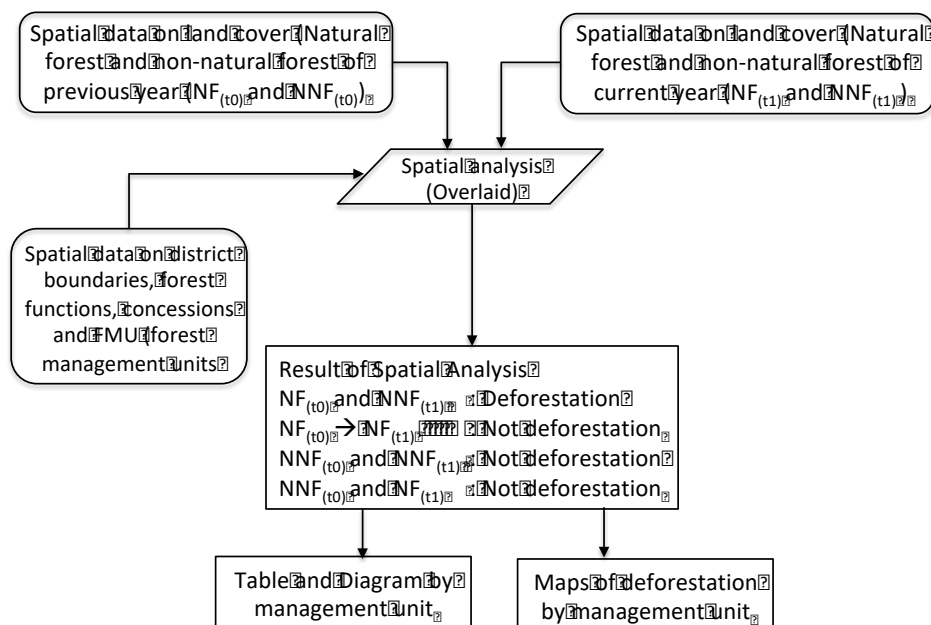 Spatial data on land cover (Natural
forest and non-natural forest of
previous year (NF(t0) and NNF(t0))
Spatial data on land cover (Natural
forest and non-natural forest of
current year (NF(t1) and NNF(t1))
Spatial analysis
(Overlaid)
Spatial data on district
boundaries, forest
functions, concessions
and FMU (forest
management units
Result of Spatial Analysis
NF(t0) and NNF(t1) : Deforestation
NF(t0) → NF(t1) : Not deforestation
NNF(t0) and NNF(t1) : Not deforestation
NNF(t0) and NF(t1) : Not deforestation
Table and Diagram by
management unit
Maps of deforestation
by management unit